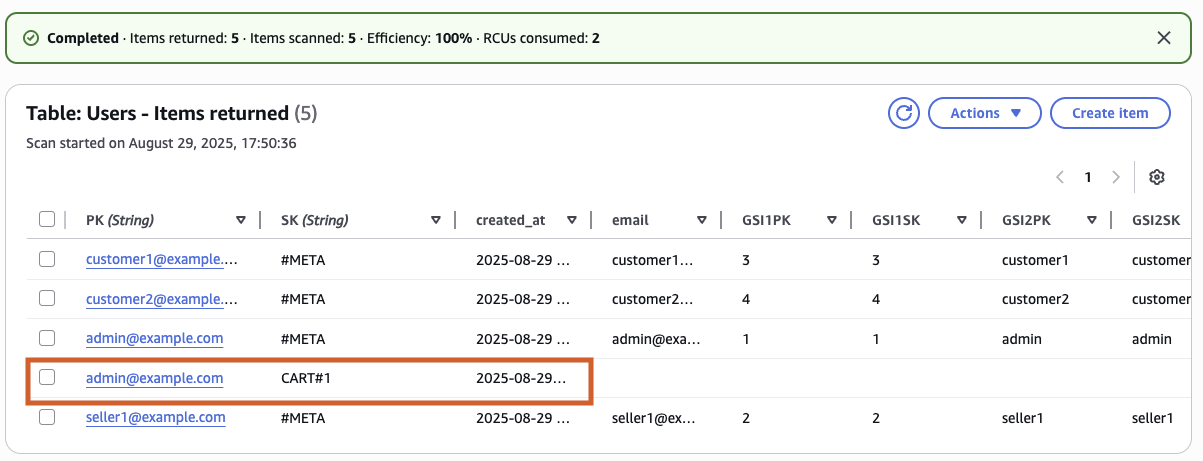 Completed · Items returned: 5 · Items scanned: 5 · Efficiency: 100% · RCUs consumed: 2
Table: Users - Items returned (5)
Actions
Create item
Scan started on August 29, 2025, 17:50:36
1
PK (String) SK (String) created_at email GSI1PK GSI1SK GSI2PK GSI2SK
customer1@example.... #META 2025-08-29 ... customer1... 3 3 customer1 customer
customer2@example.... #META 2025-08-29 ... customer2... 4 4 customer2 customer
admin@example.com #META 2025-08-29 ... admin@exa... 1 1 admin admin
admin@example.com CART#1 2025-08-29...
seller1@example.com #META 2025-08-29 ... seller1@ex... 2 2 seller1 seller1